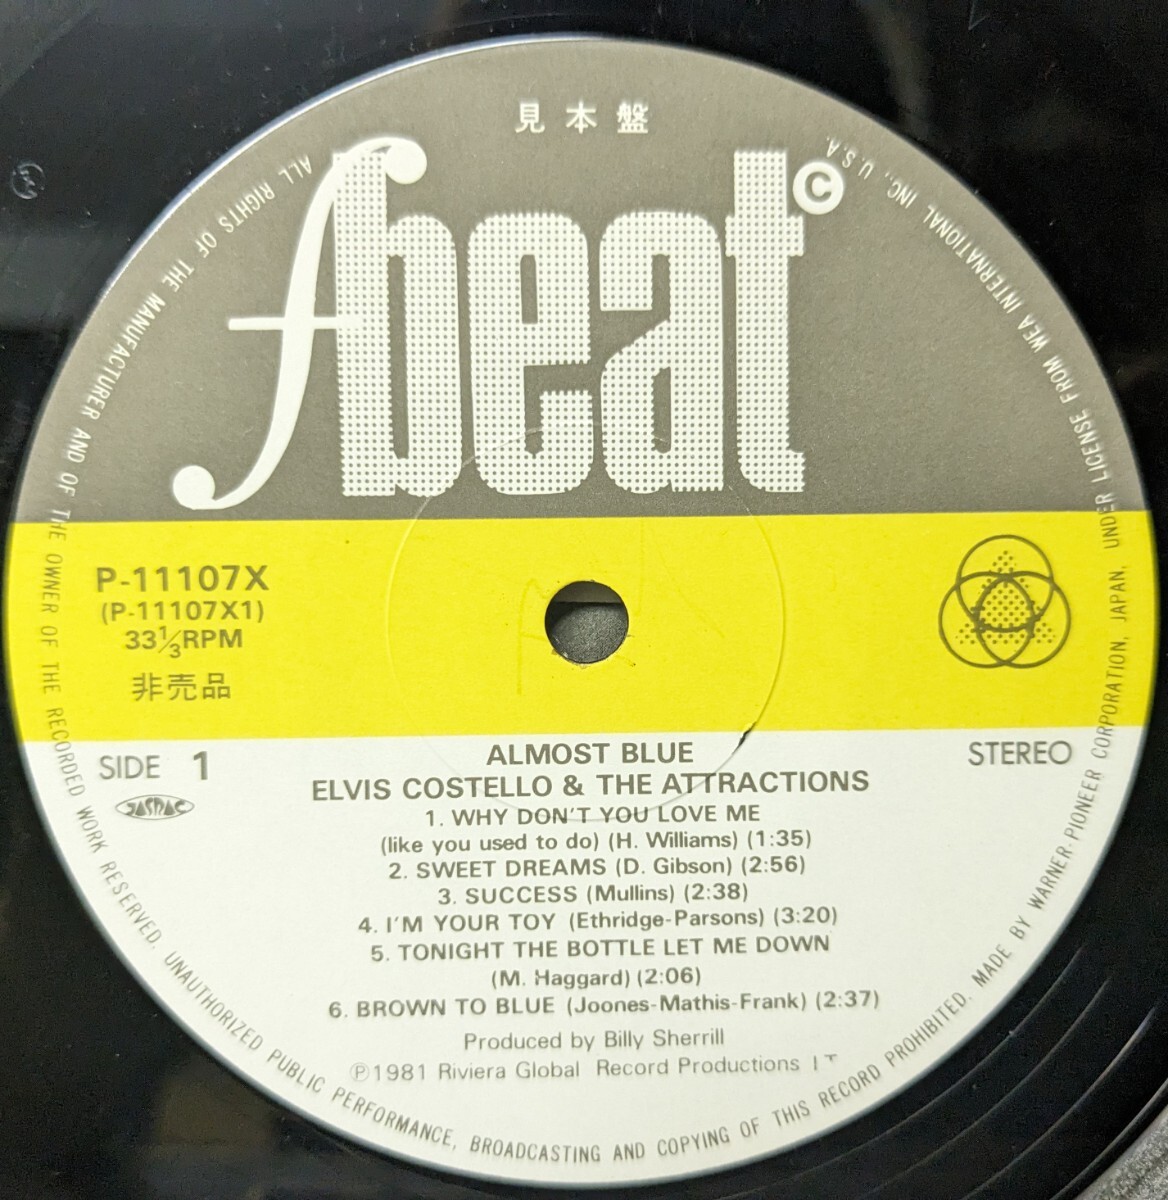 見本盤
fbeat ©
P-11107X
(P-11107X1)
33⅓RPM
非売品
SIDE 1
JASRAC
STEREO
ALMOST BLUE
ELVIS COSTELLO & THE ATTRACTIONS
1. WHY DON'T YOU LOVE ME
(like you used to do) (H. Williams) (1:35)
2. SWEET DREAMS (D. Gibson) (2:56)
3. SUCCESS (Mullins) (2:38)
4. I'M YOUR TOY (Ethridge-Parsons) (3:20)
5. TONIGHT THE BOTTLE LET ME DOWN
(M. Haggard) (2:06)
6. BROWN TO BLUE (Joones-Mathis-Frank) (2:37)
Produced by Billy Sherrill
℗1981 Riviera Global Record Productions
ALL RIGHTS OF THE MANUFACTURER AND OF THE OWNER OF THE RECORDED WORK RESERVED. UNAUTHORIZED PUBLIC PERFORMANCE, BROADCASTING AND COPYING OF THIS RECORD PROHIBITED. MADE BY WARNER-PIONEER CORPORATION, JAPAN, UNDER LICENSE FROM WEA INTERNATIONAL INC., U.S.A.